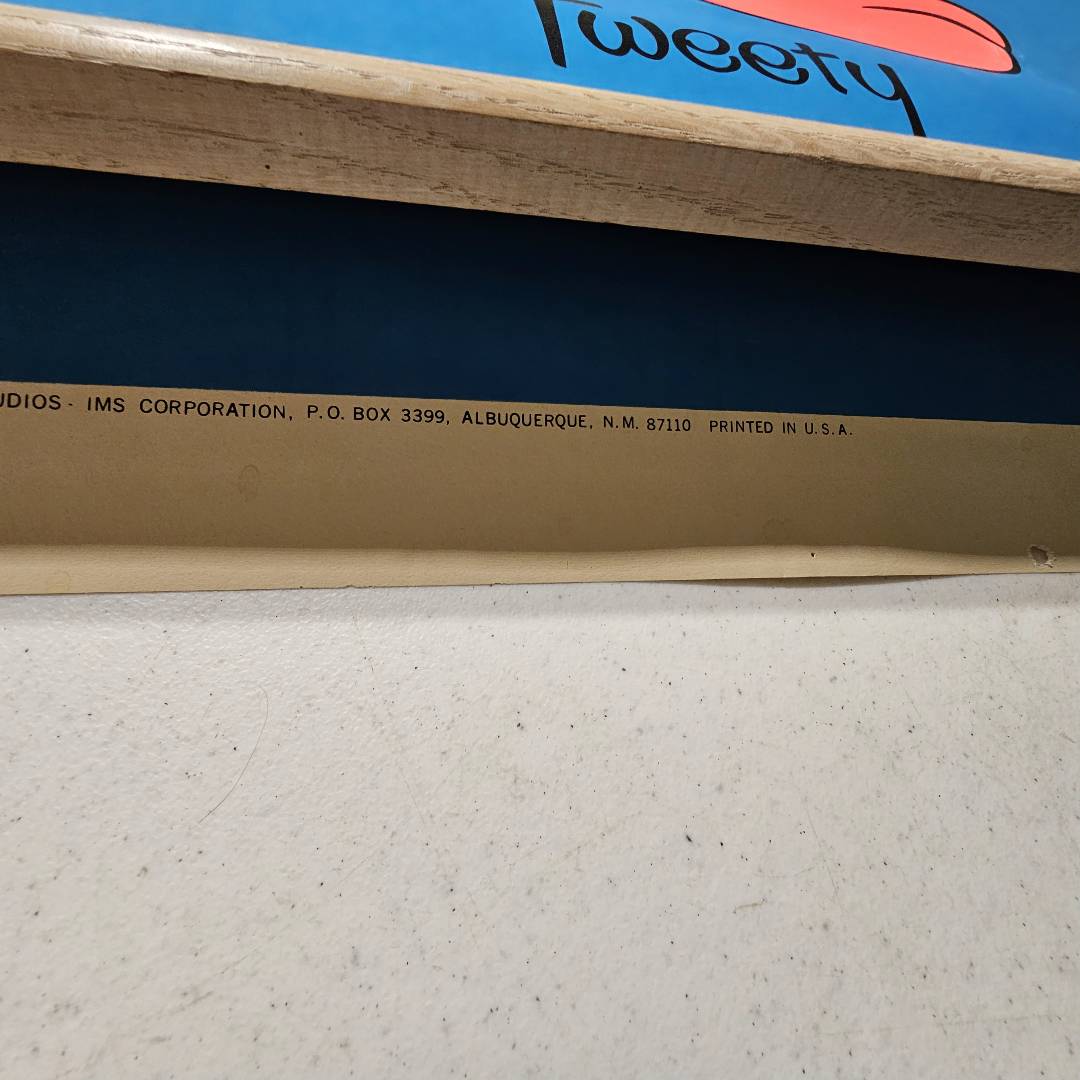 Tweety
UDIOS - IMS CORPORATION, P.O. BOX 3399, ALBUQUERQUE, N.M. 87110 PRINTED IN U.S.A.